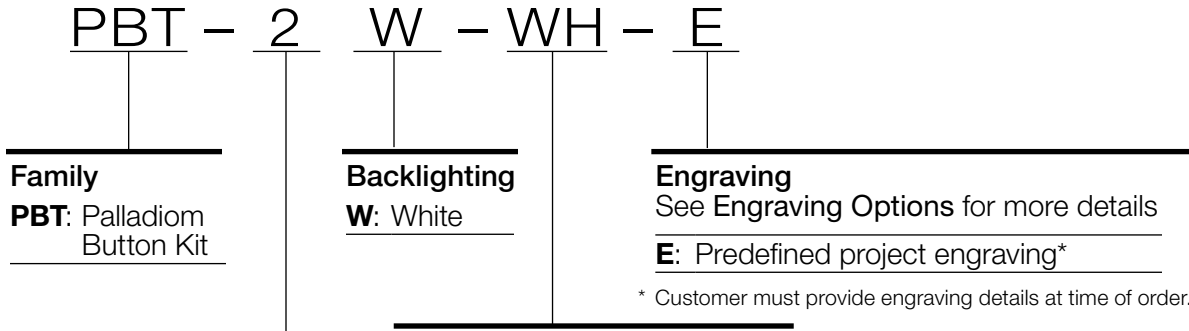 PBT – 2 W – WH – E
Family
PBT: Palladiom
Button Kit
Backlighting
W: White
Engraving
See Engraving Options for more details
E: Predefined project engraving*
* Customer must provide engraving details at time of order.